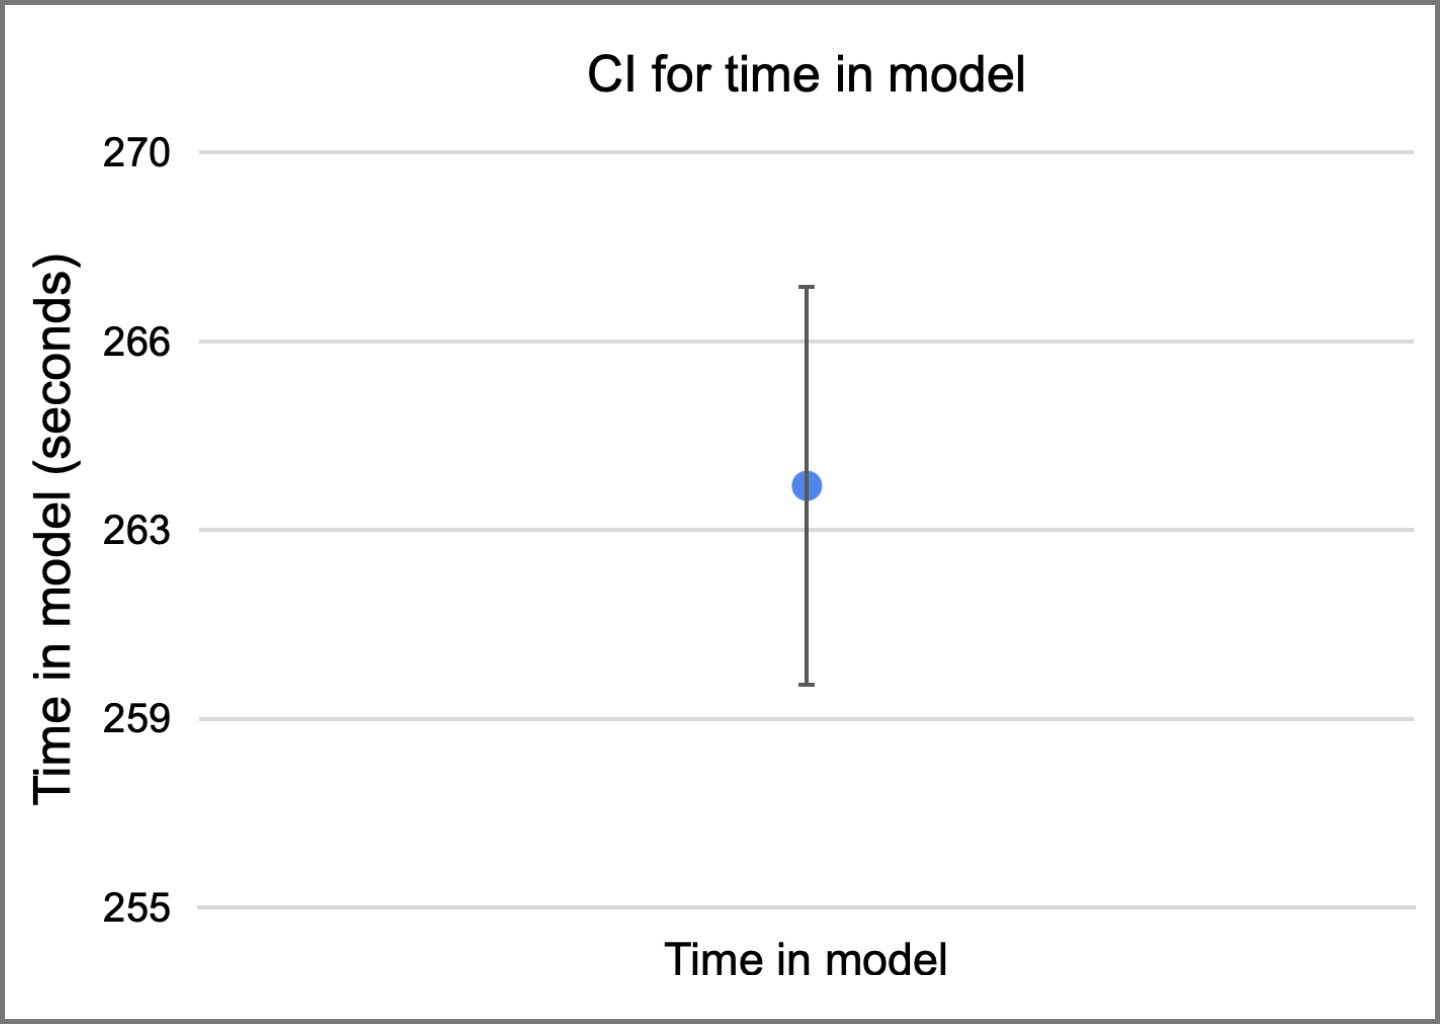 CI for time in model
270
266
263
259
255
Time in model (seconds)
Time in model